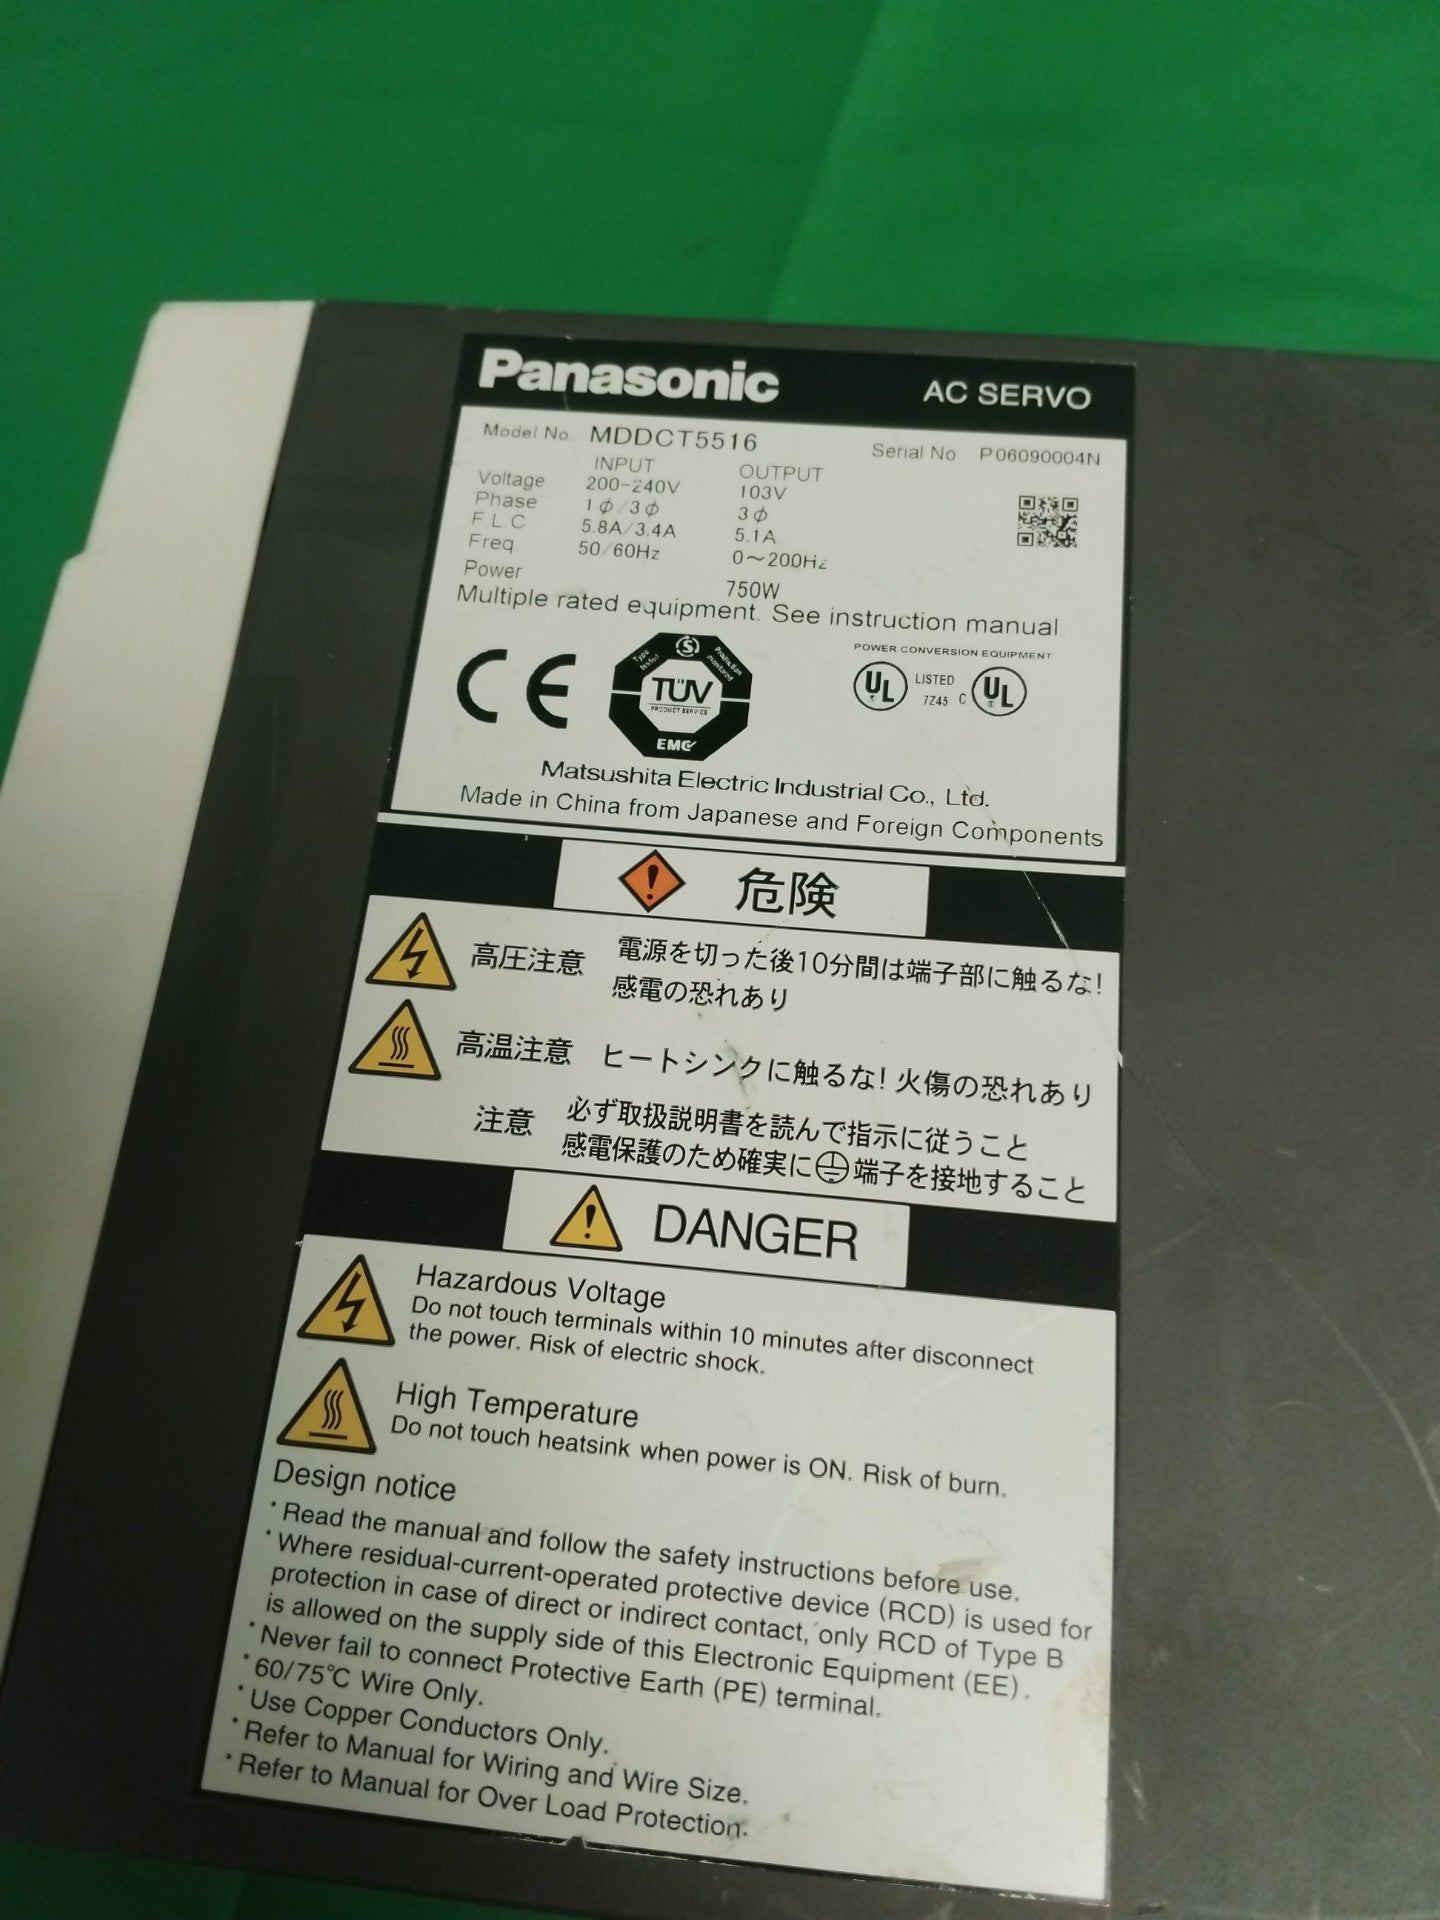 Panasonic AC SERVO
Model No. MDDCT5516 Serial No P06090004N
INPUT OUTPUT
Voltage 200-240V 103V
Phase 1ϕ/3ϕ 3ϕ
F L C 5.8A/3.4A 5.1A
Freq 50/60Hz 0~200Hz
Power 750W
Multiple rated equipment. See instruction manual
CE
Type tested
S
Production monitored
TÜV
PRODUCT SERVICE
EMC
POWER CONVERSION EQUIPMENT
UL LISTED 7Z45 C UL
Matsushita Electric Industrial Co., Ltd.
Made in China from Japanese and Foreign Components
危険
高圧注意 電源を切った後10分間は端子部に触るな!
感電の恐れあり
高温注意 ヒートシンクに触るな! 火傷の恐れあり
注意 必ず取扱説明書を読んで指示に従うこと
感電保護のため確実に⏚端子を接地すること
DANGER
Hazardous Voltage
Do not touch terminals within 10 minutes after disconnect
the power. Risk of electric shock.
High Temperature
Do not touch heatsink when power is ON. Risk of burn.
Design notice
・Read the manual and follow the safety instructions before use.
・Where residual-current-operated protective device (RCD) is used for
protection in case of direct or indirect contact, only RCD of Type B
is allowed on the supply side of this Electronic Equipment (EE).
・Never fail to connect Protective Earth (PE) terminal.
・60/75℃ Wire Only.
・Use Copper Conductors Only.
・Refer to Manual for Wiring and Wire Size.
・Refer to Manual for Over Load Protection.